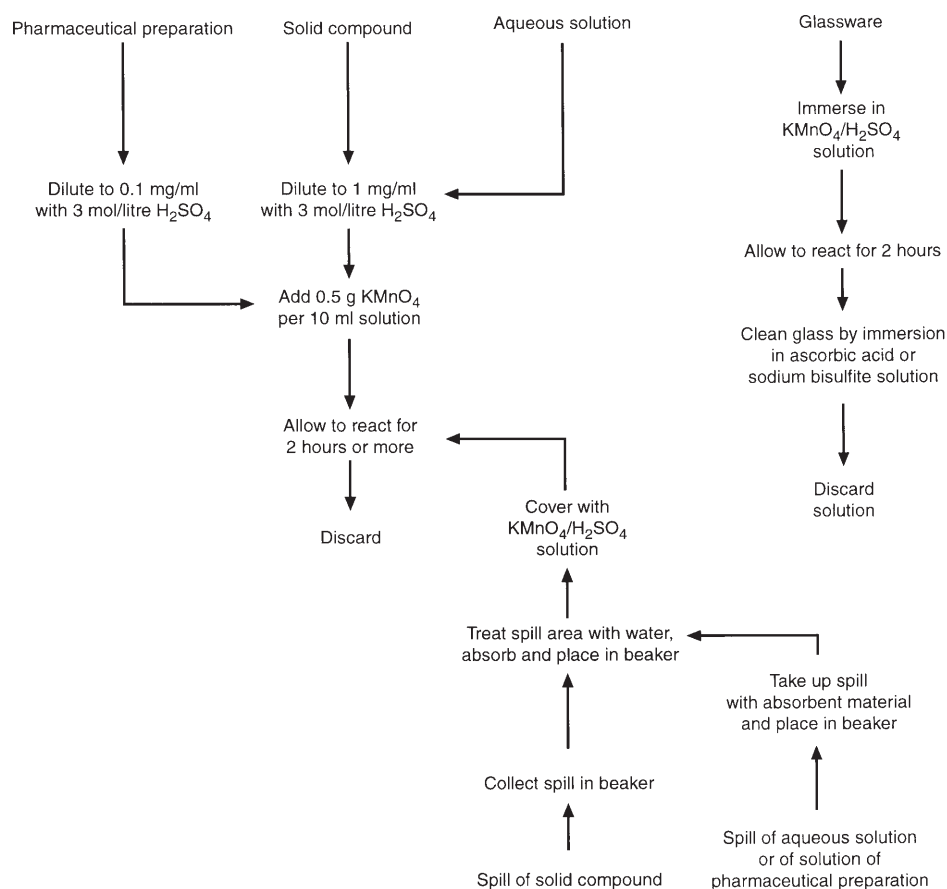 Pharmaceutical preparation
Solid compound
Aqueous solution
Glassware
Immerse in
KMnO₄/H₂SO₄
solution
Dilute to 0.1 mg/ml
with 3 mol/litre H₂SO₄
Dilute to 1 mg/ml
with 3 mol/litre H₂SO₄
Allow to react for 2 hours
Add 0.5 g KMnO₄
per 10 ml solution
Clean glass by immersion
in ascorbic acid or
sodium bisulfite solution
Allow to react for
2 hours or more
Discard
solution
Discard
Cover with
KMnO₄/H₂SO₄
solution
Treat spill area with water,
absorb and place in beaker
Take up spill
with absorbent material
and place in beaker
Collect spill in beaker
Spill of aqueous solution
or of solution of
pharmaceutical preparation
Spill of solid compound